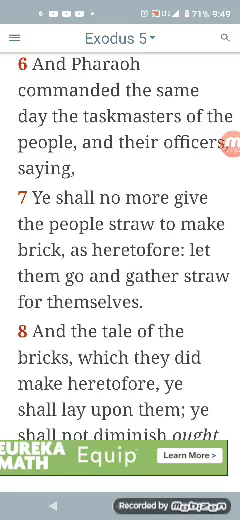 71% 9:49
Exodus 5
6 And Pharaoh
commanded the same
day the taskmasters of the
people, and their officers,
saying,
7 Ye shall no more give
the people straw to make
brick, as heretofore: let
them go and gather straw
for themselves.
8 And the tale of the
bricks, which they did
make heretofore, ye
shall lay upon them; ye
shall not diminish ought
EUREKA
MATH
Equip
Learn More >
Recorded by mobizen